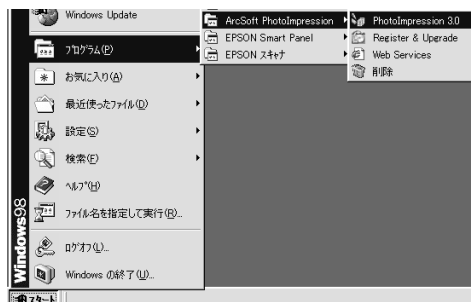 Windows Update
プログラム(P)
お気に入り(A)
最近使ったファイル(D)
設定(S)
検索(F)
ヘルプ(H)
ファイル名を指定して実行(R)...
ログオフ(L)...
Windows の終了(U)...
Windows98
スタート
ArcSoft PhotoImpression
EPSON Smart Panel
EPSON スキャナ
PhotoImpression 3.0
Register & Upgrade
Web Services
削除